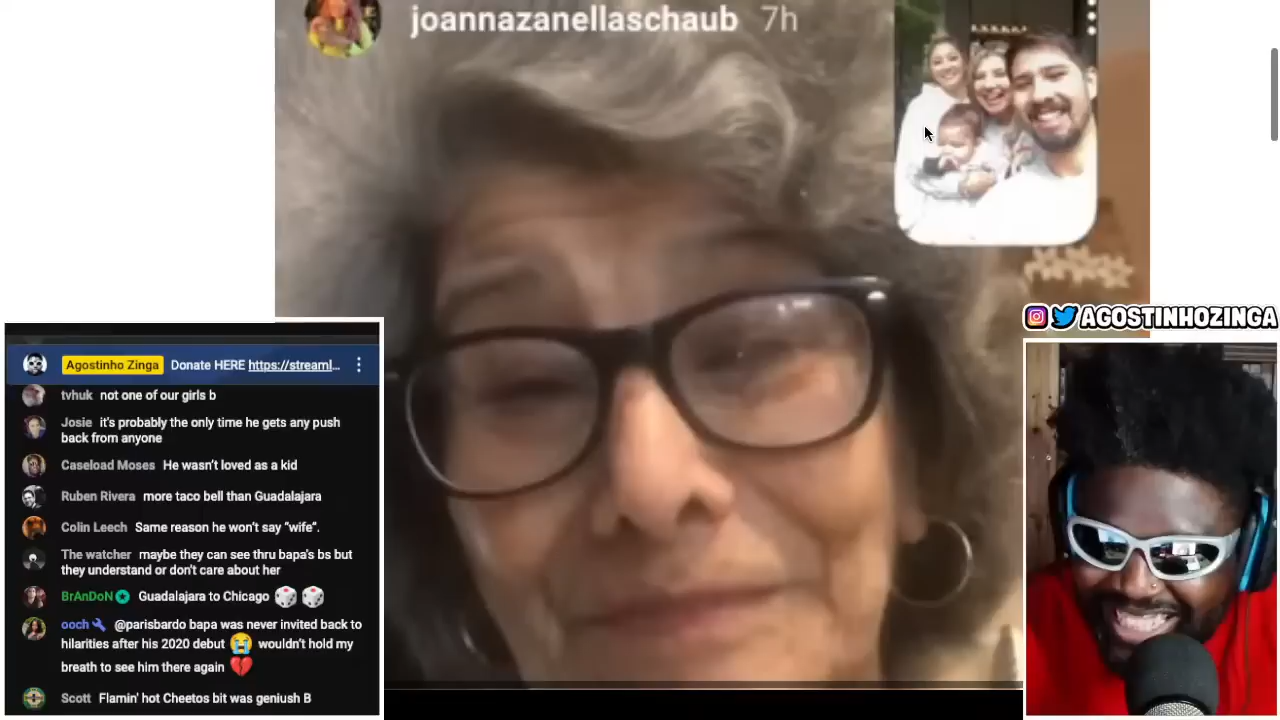 joannazanellaschaub 7h
AGOSTINHOZINGA
Agostinho Zinga Donate HERE https://streaml...
tvhuk not one of our girls b
Josie it's probably the only time he gets any push
back from anyone
Caseload Moses He wasn't loved as a kid
Ruben Rivera more taco bell than Guadalajara
Colin Leech Same reason he won't say "wife".
The watcher maybe they can see thru bapa's bs but
they understand or don't care about her
BrAnDoN Guadalajara to Chicago 🎲 🎲
ooch @parisbardo bapa was never invited back to
hilarities after his 2020 debut 😭 wouldn't hold my
breath to see him there again 💔
Scott Flamin' hot Cheetos bit was geniush B